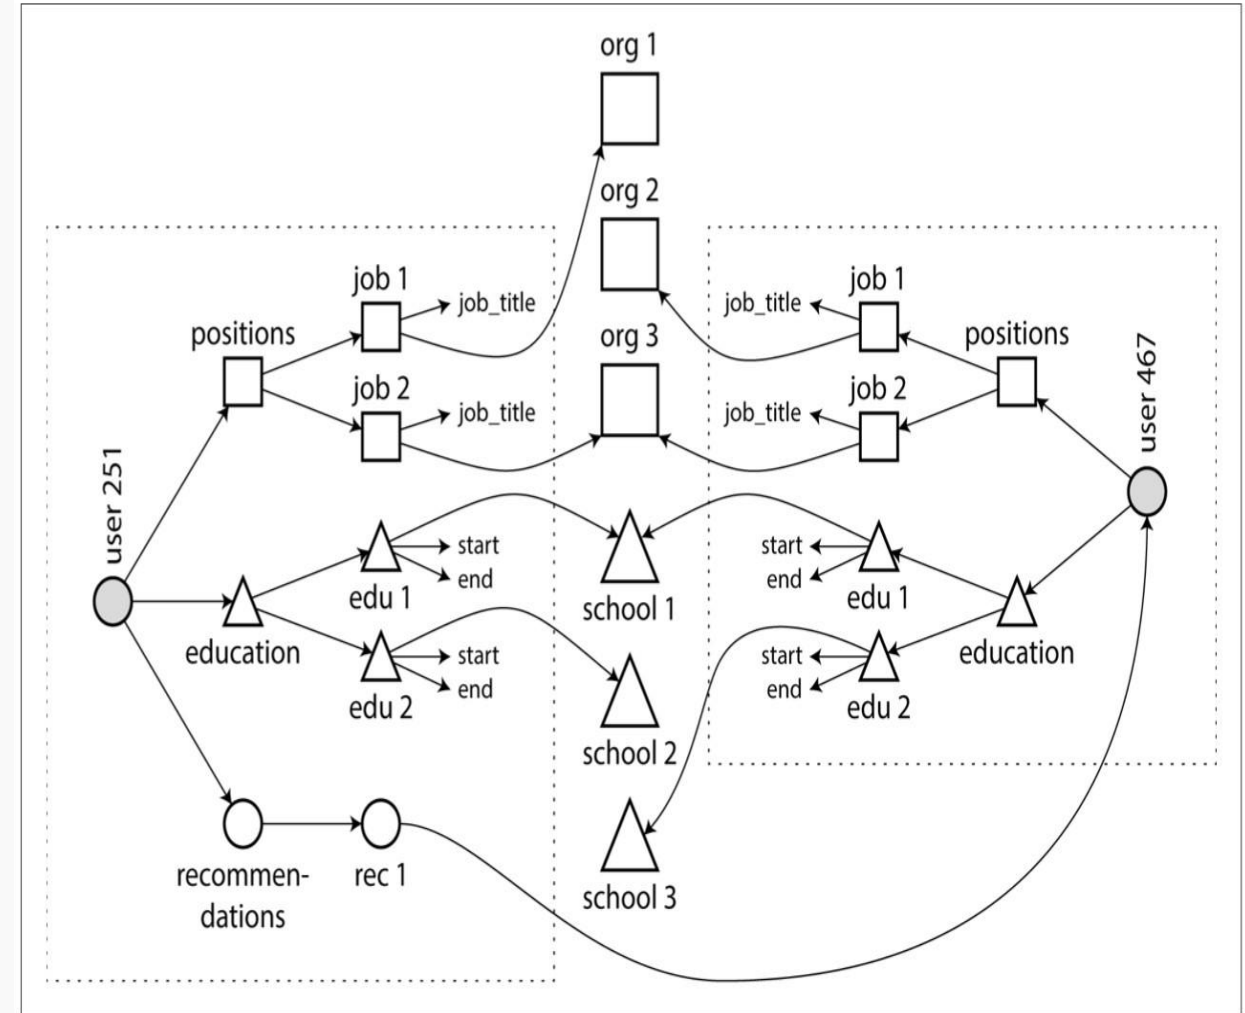 org 1
org 2
job 1
job_title
positions
org 3
job 2
job_title
user 251
edu 1
start
end
education
edu 2
start
end
recommen-
dations
rec 1
school 1
school 2
school 3
job 1
job_title
positions
job 2
job_title
user 467
start
end
edu 1
education
start
end
edu 2